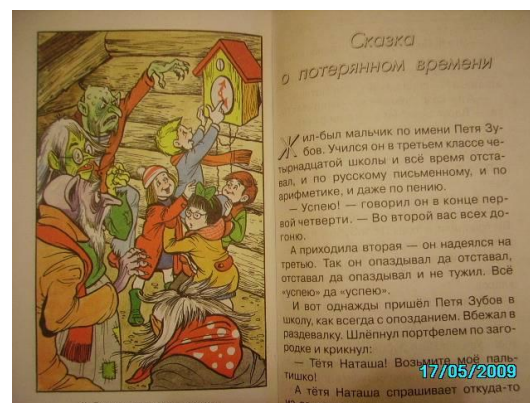 Сказка
о потерянном времени
Жил-был мальчик по имени Петя Зу-
бов. Учился он в третьем классе че-
тырнадцатой школы и всё время отста-
вал, и по русскому письменному, и по
арифметике, и даже по пению.
— Успею! — говорил он в конце пер-
вой четверти. — Во второй вас всех до-
гоню.
А приходила вторая — он надеялся на
третью. Так он опаздывал да отставал,
отставал да опаздывал и не тужил. Всё
«успею» да «успею».
И вот однажды пришёл Петя Зубов в
школу, как всегда с опозданием. Вбежал в
раздевалку. Шлёпнул портфелем по заго-
родке и крикнул:
— Тётя Наташа! Возьмите моё паль-
тишко!
17/05/2009
А тётя Наташа спрашивает откуда-то